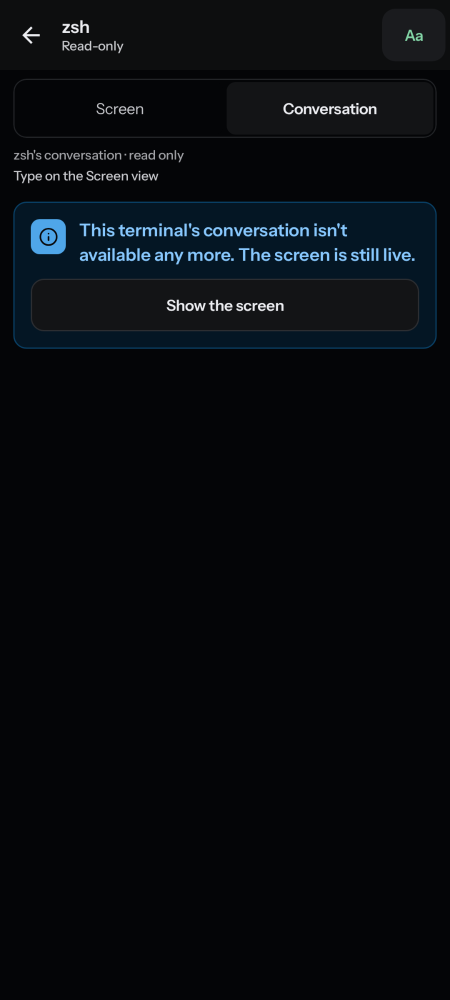 zsh
Read-only
Aa
Screen
Conversation
zsh's conversation · read only
Type on the Screen view
This terminal's conversation isn't
available any more. The screen is still live.
Show the screen